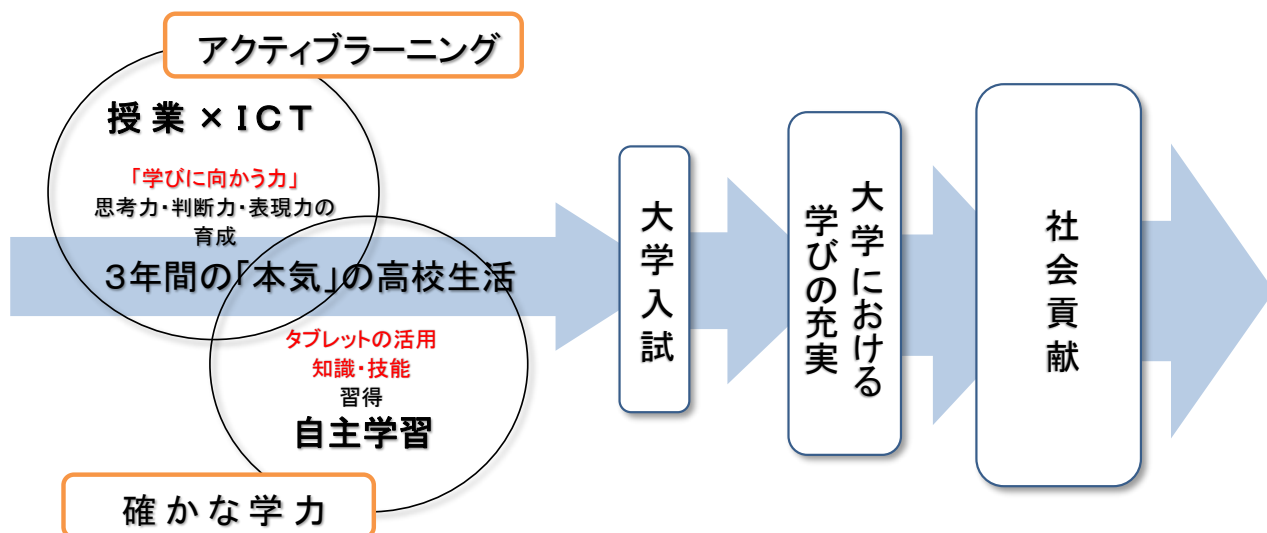 アクティブラーニング
授業×ICT
「学びに向かう力」
思考力・判断力・表現力の
育成
3年間の「本気」の高校生活
タブレットの活用
知識・技能
習得
自主学習
確かな学力
大学入試
大学における
学びの充実
社会貢献